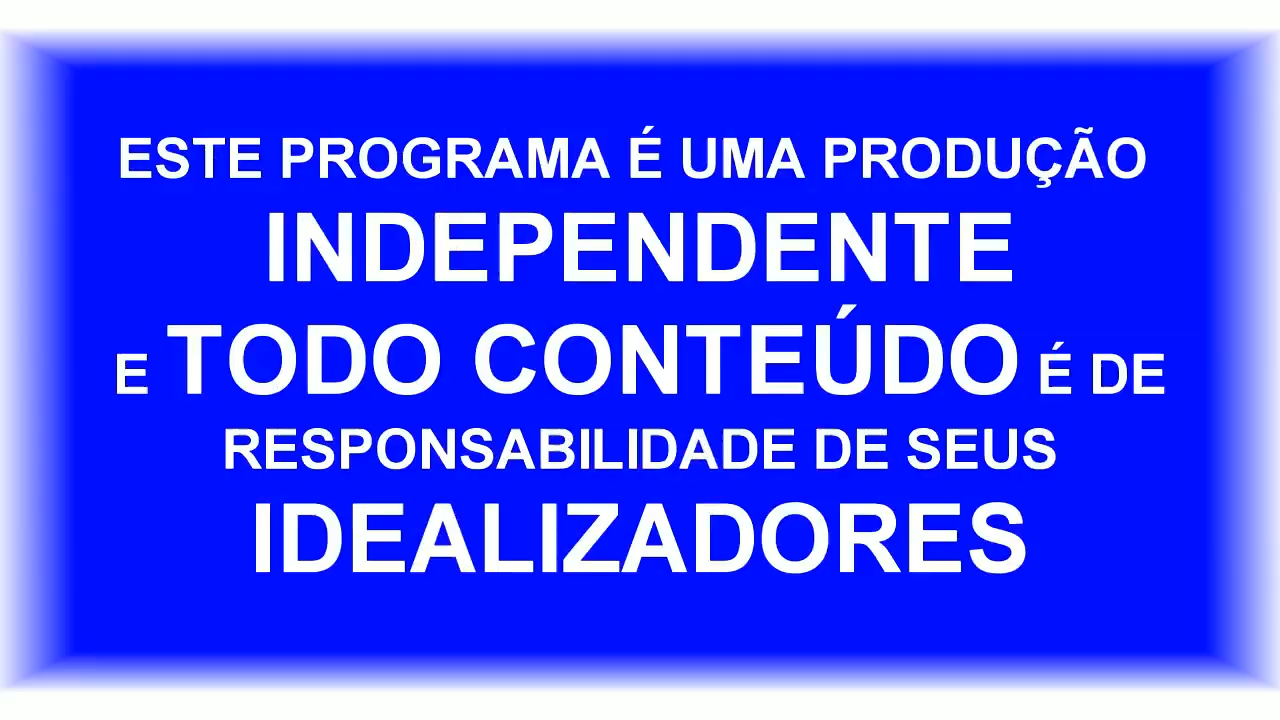 ESTE PROGRAMA É UMA PRODUÇÃO
INDEPENDENTE
E TODO CONTEÚDO É DE
RESPONSABILIDADE DE SEUS
IDEALIZADORES